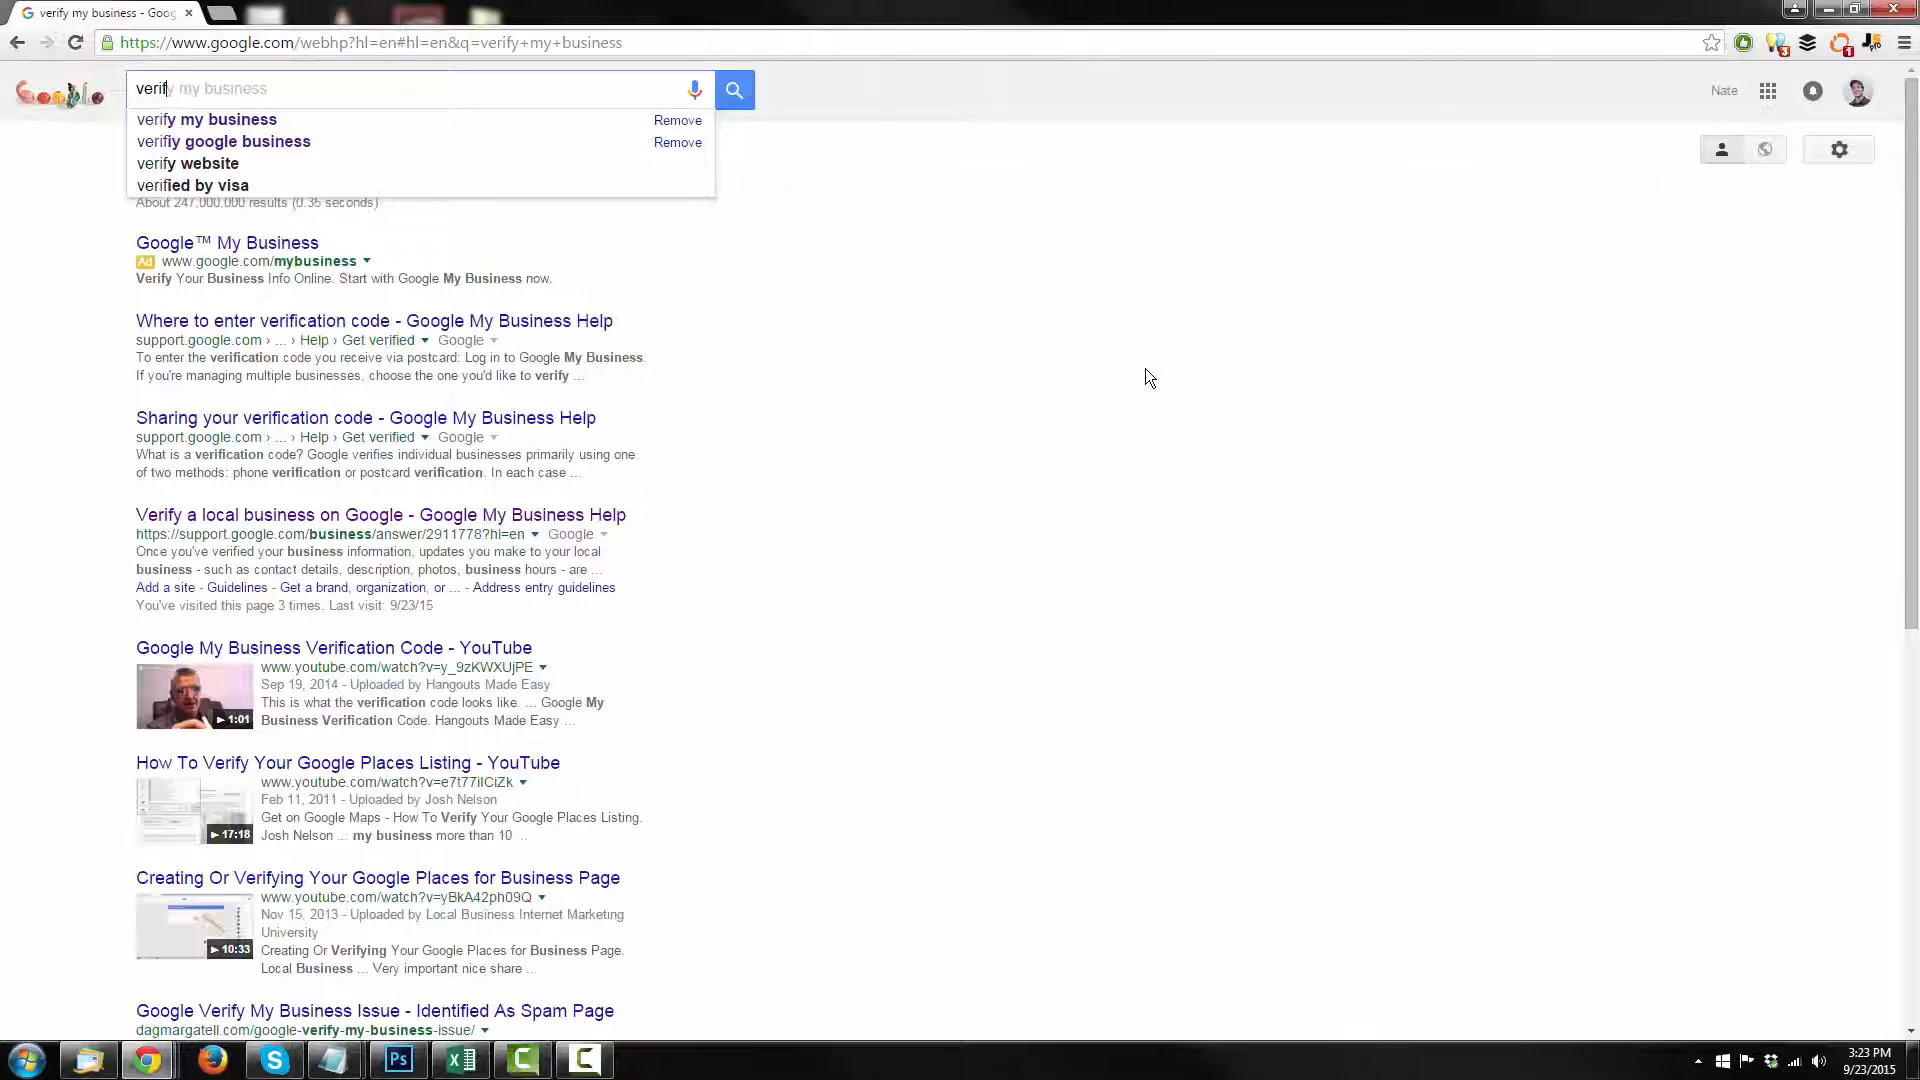 verify my business - Goog
https://www.google.com/webhp?hl=en#hl=en&q=verify+my+business
3
1
Google
verify my business
Nate
verify my business Remove
verifiy google business Remove
verify website
verified by visa
About 247,000,000 results (0.35 seconds)
Google™ My Business
Ad www.google.com/mybusiness
Verify Your Business Info Online. Start with Google My Business now.
Where to enter verification code - Google My Business Help
support.google.com › ... › Help › Get verified Google
To enter the verification code you receive via postcard: Log in to Google My Business.
If you're managing multiple businesses, choose the one you'd like to verify ...
Sharing your verification code - Google My Business Help
support.google.com › ... › Help › Get verified Google
What is a verification code? Google verifies individual businesses primarily using one
of two methods: phone verification or postcard verification. In each case ...
Verify a local business on Google - Google My Business Help
https://support.google.com/business/answer/2911778?hl=en Google
Once you've verified your business information, updates you make to your local
business - such as contact details, description, photos, business hours - are ...
Add a site - Guidelines - Get a brand, organization, or ... - Address entry guidelines
You've visited this page 3 times. Last visit: 9/23/15
Google My Business Verification Code - YouTube
www.youtube.com/watch?v=y_9zKWXUjPE
Sep 19, 2014 - Uploaded by Hangouts Made Easy
This is what the verification code looks like. ... Google My
Business Verification Code. Hangouts Made Easy ...
1:01
How To Verify Your Google Places Listing - YouTube
www.youtube.com/watch?v=e7t77iICiZk
Feb 11, 2011 - Uploaded by Josh Nelson
Get on Google Maps - How To Verify Your Google Places Listing.
Josh Nelson ... my business more than 10 ..
17:18
Creating Or Verifying Your Google Places for Business Page
www.youtube.com/watch?v=yBkA42ph09Q
Nov 15, 2013 - Uploaded by Local Business Internet Marketing
University
Creating Or Verifying Your Google Places for Business Page.
Local Business ... Very important nice share ...
10:33
Google Verify My Business Issue - Identified As Spam Page
dagmargatell.com/google-verify-my-business-issue/
Ps
3:23 PM
9/23/2015